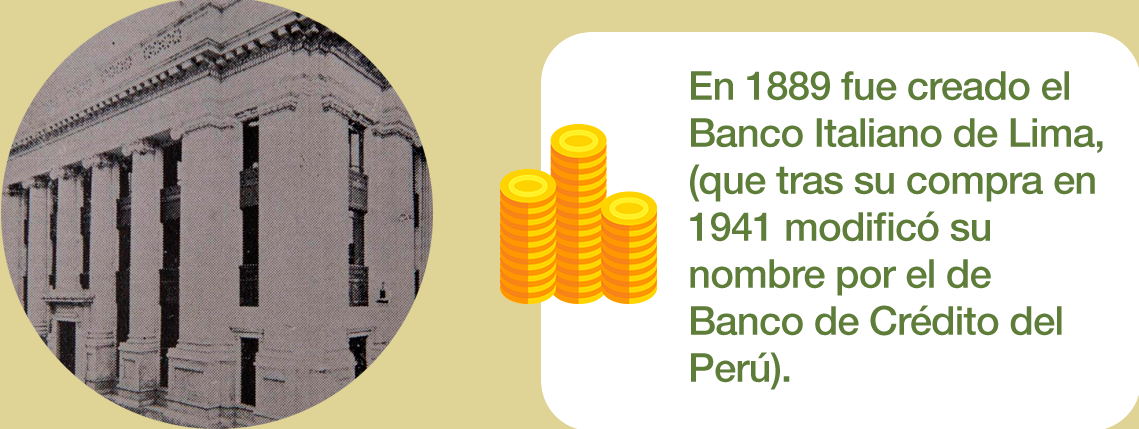 En 1889 fue creado el
Banco Italiano de Lima,
(que tras su compra en
1941 modificó su
nombre por el de
Banco de Crédito del
Perú).